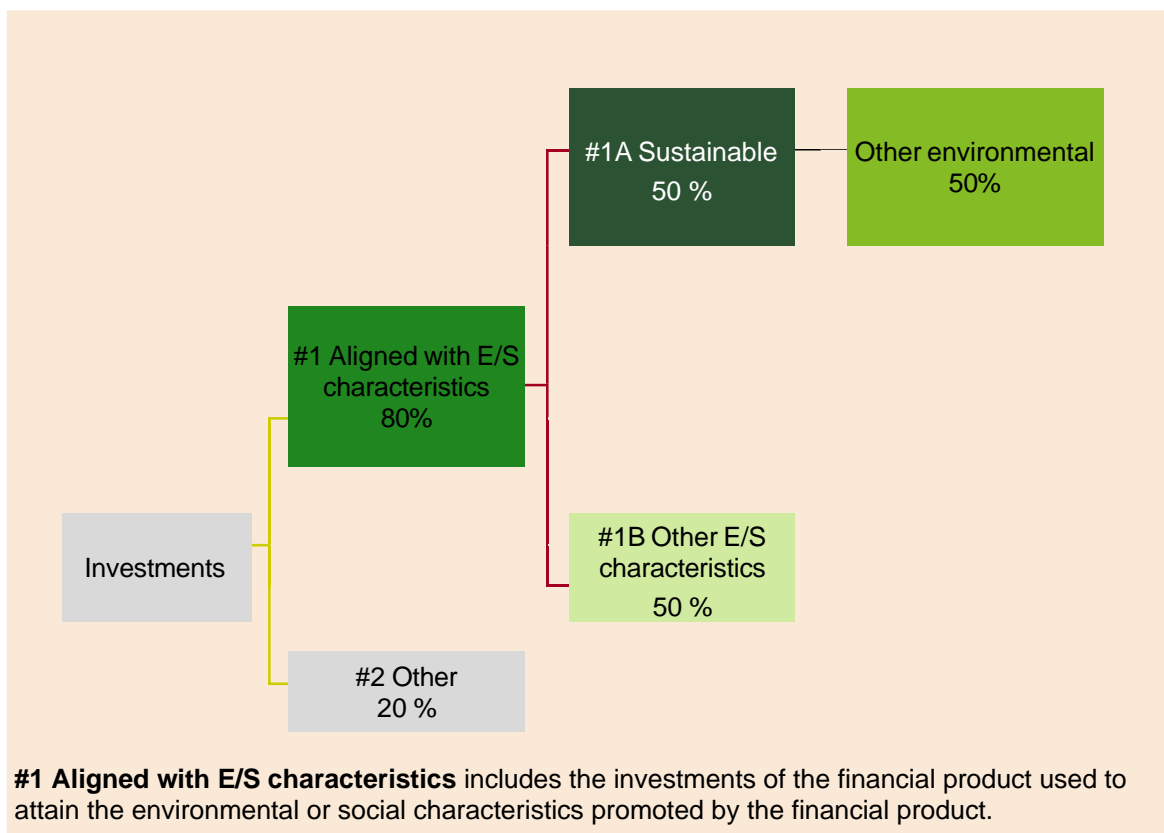 #1A Sustainable
50 %
Other environmental
50%
#1 Aligned with E/S
characteristics
80%
Investments
#1B Other E/S
characteristics
50 %
#2 Other
20 %
#1 Aligned with E/S characteristics includes the investments of the financial product used to
attain the environmental or social characteristics promoted by the financial product.